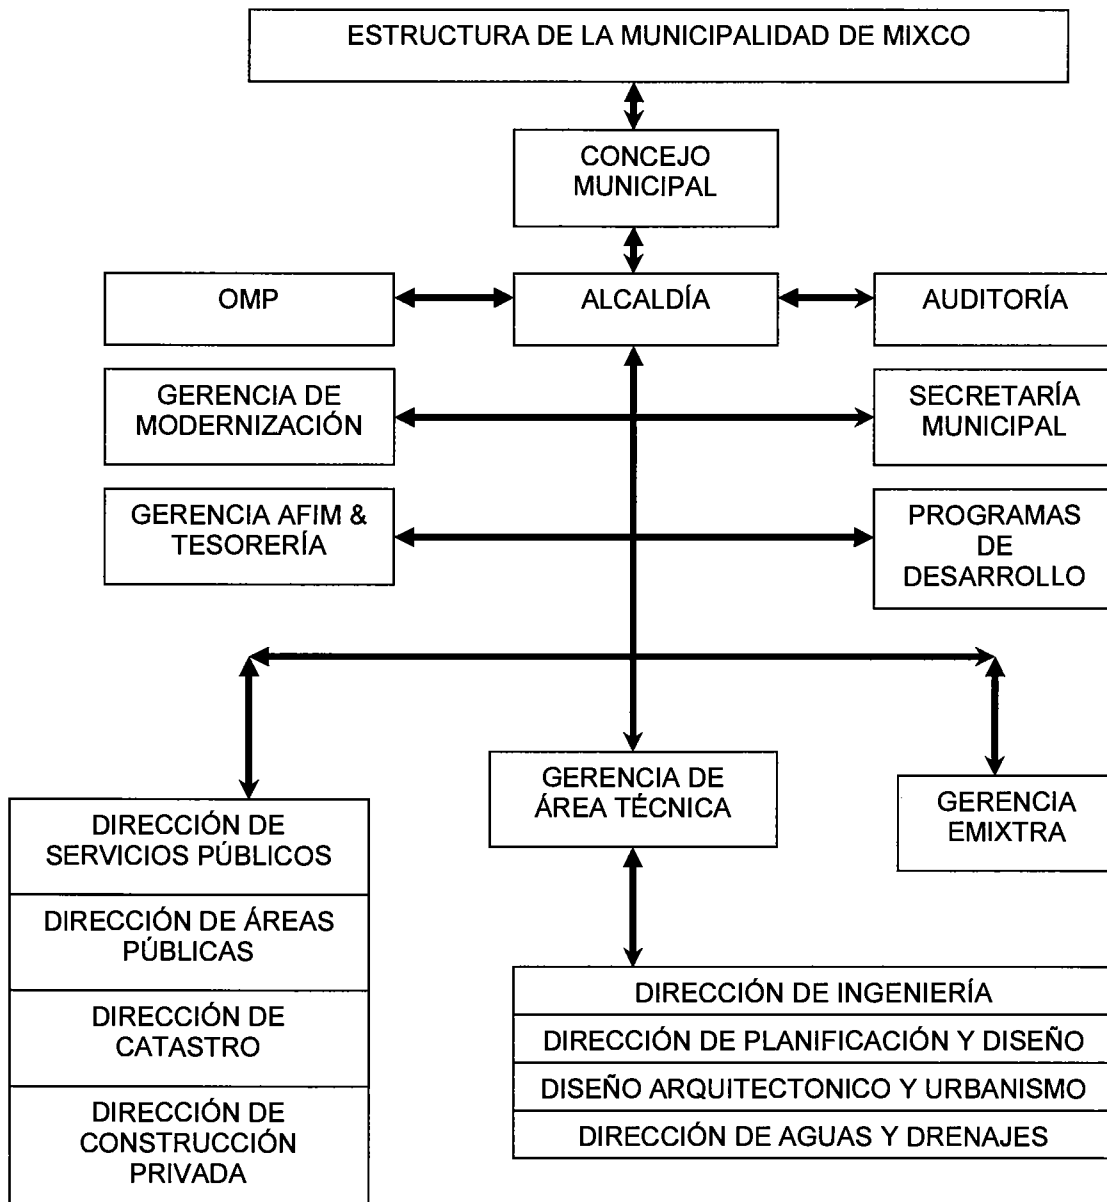 ESTRUCTURA DE LA MUNICIPALIDAD DE MIXCO
CONCEJO
MUNICIPAL
OMP
ALCALDÍA
AUDITORÍA
GERENCIA DE
MODERNIZACIÓN
SECRETARÍA
MUNICIPAL
GERENCIA AFIM &
TESORERÍA
PROGRAMAS
DE
DESARROLLO
GERENCIA DE
ÁREA TÉCNICA
GERENCIA
EMIXTRA
DIRECCIÓN DE
SERVICIOS PÚBLICOS
DIRECCIÓN DE ÁREAS
PÚBLICAS
DIRECCIÓN DE
CATASTRO
DIRECCIÓN DE
CONSTRUCCIÓN
PRIVADA
DIRECCIÓN DE INGENIERÍA
DIRECCIÓN DE PLANIFICACIÓN Y DISEÑO
DISEÑO ARQUITECTONICO Y URBANISMO
DIRECCIÓN DE AGUAS Y DRENAJES